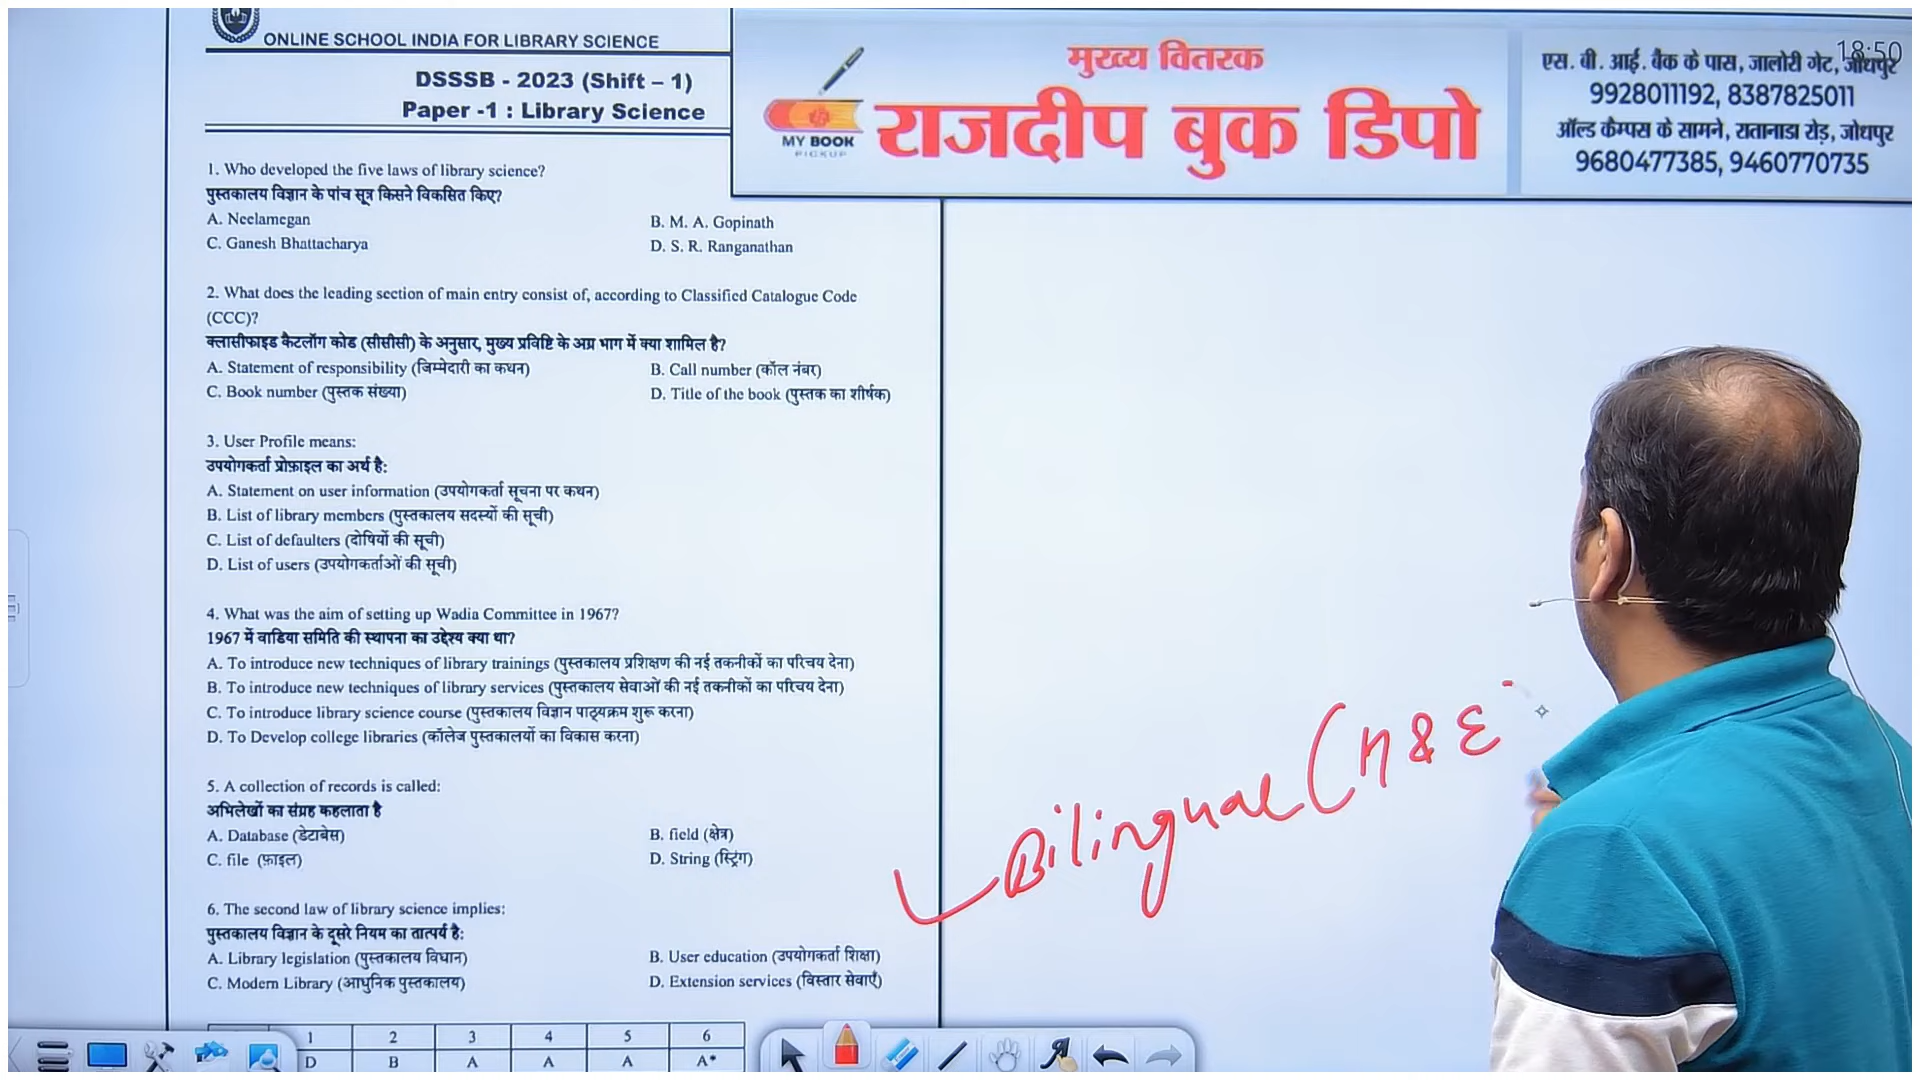 ONLINE SCHOOL INDIA FOR LIBRARY SCIENCE
DSSSB - 2023 (Shift – 1)
Paper -1 : Library Science
मुख्य वितरक
MY BOOK
PICKUP
राजदीप बुक डिपो
18:50
एस. बी. आई. बैंक के पास, जालोरी गेट, जोधपुर
9928011192, 8387825011
ऑल्ड कैम्पस के सामने, रातानाडा रोड़, जोधपुर
9680477385, 9460770735
1. Who developed the five laws of library science?
पुस्तकालय विज्ञान के पांच सूत्र किसने विकसित किए?
A. Neelamegan B. M. A. Gopinath
C. Ganesh Bhattacharya D. S. R. Ranganathan
2. What does the leading section of main entry consist of, according to Classified Catalogue Code
(CCC)?
क्लासीफाइड कैटलॉग कोड (सीसीसी) के अनुसार, मुख्य प्रविष्टि के अग्र भाग में क्या शामिल है?
A. Statement of responsibility (जिम्मेदारी का कथन) B. Call number (कॉल नंबर)
C. Book number (पुस्तक संख्या) D. Title of the book (पुस्तक का शीर्षक)
3. User Profile means:
उपयोगकर्ता प्रोफ़ाइल का अर्थ है:
A. Statement on user information (उपयोगकर्ता सूचना पर कथन)
B. List of library members (पुस्तकालय सदस्यों की सूची)
C. List of defaulters (दोषियों की सूची)
D. List of users (उपयोगकर्ताओं की सूची)
4. What was the aim of setting up Wadia Committee in 1967?
1967 में वाडिया समिति की स्थापना का उद्देश्य क्या था?
A. To introduce new techniques of library trainings (पुस्तकालय प्रशिक्षण की नई तकनीकों का परिचय देना)
B. To introduce new techniques of library services (पुस्तकालय सेवाओं की नई तकनीकों का परिचय देना)
C. To introduce library science course (पुस्तकालय विज्ञान पाठ्यक्रम शुरू करना)
D. To Develop college libraries (कॉलेज पुस्तकालयों का विकास करना)
5. A collection of records is called:
अभिलेखों का संग्रह कहलाता है
A. Database (डेटाबेस) B. field (क्षेत्र)
C. file (फ़ाइल) D. String (स्ट्रिंग)
6. The second law of library science implies:
पुस्तकालय विज्ञान के दूसरे नियम का तात्पर्य है:
A. Library legislation (पुस्तकालय विधान) B. User education (उपयोगकर्ता शिक्षा)
C. Modern Library (आधुनिक पुस्तकालय) D. Extension services (विस्तार सेवाएँ)
1 2 3 4 5 6
D B A A A A*
Bilingual (H & E